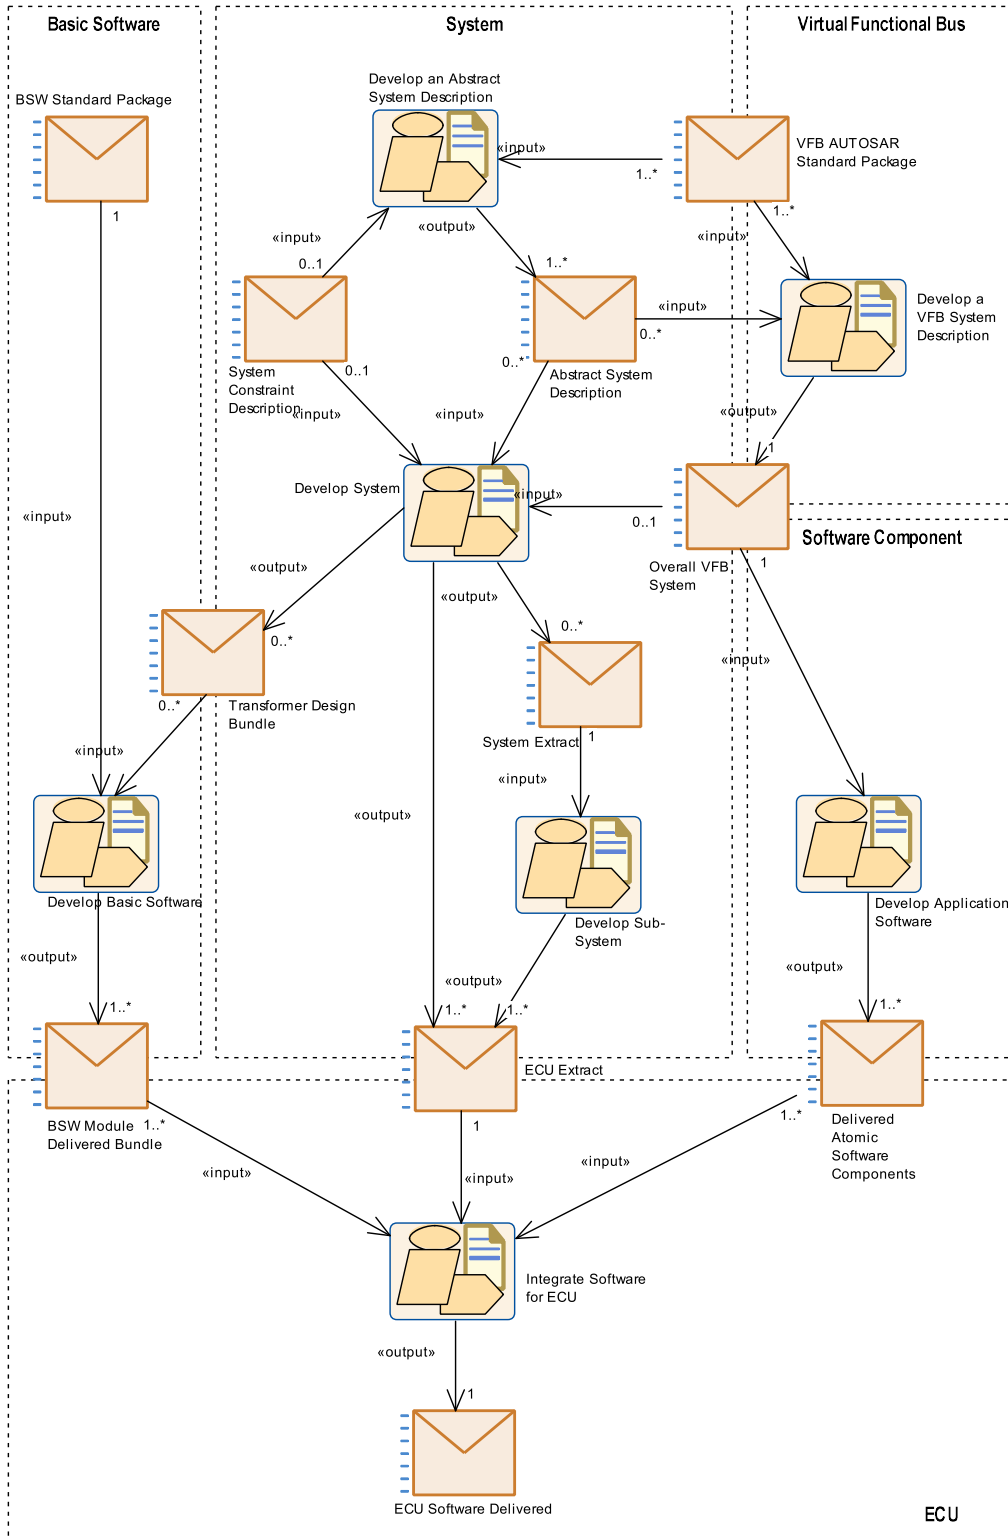 Basic Software
System
Virtual Functional Bus
Develop an Abstract
System Description
BSW Standard Package
VFB AUTOSAR
Standard Package
«input»
1..*
1
1..*
«output»
«input»
«input»
0..1
1..*
Develop a
VFB System
Description
«input»
0..*
System
Constraint
Description
0..1
0..*
Abstract System
Description
«input»
«input»
«output»
1
Develop System
«input»
0..1
«input»
Software Component
Overall VFB
System
1
«output»
«output»
0..*
0..*
«input»
0..*
Transformer Design
Bundle
System Extract
1
«input»
«input»
«output»
Develop Basic Software
Develop Sub-
System
Develop Application
Software
«output»
«output»
«output»
1..*
1..*
1..*
1..*
ECU Extract
BSW Module
Delivered Bundle
1..*
1
1..*
Delivered
Atomic
Software
Components
«input»
«input»
«input»
Integrate Software
for ECU
«output»
1
ECU Software Delivered
ECU